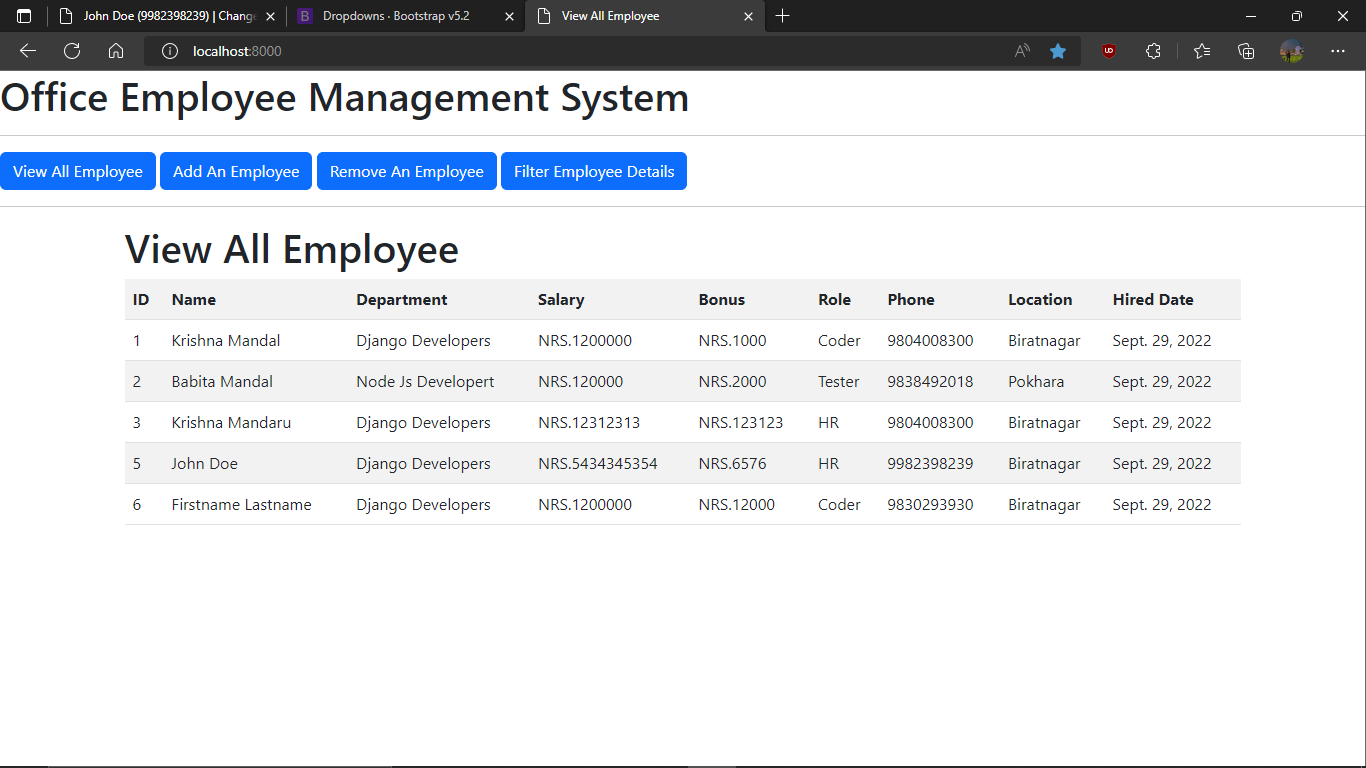 John Doe (9982398239) | Change
Dropdowns · Bootstrap v5.2
View All Employee
localhost:8000
Office Employee Management System
View All Employee Add An Employee Remove An Employee Filter Employee Details
View All Employee
ID Name Department Salary Bonus Role Phone Location Hired Date
1 Krishna Mandal Django Developers NRS.1200000 NRS.1000 Coder 9804008300 Biratnagar Sept. 29, 2022
2 Babita Mandal Node Js Developert NRS.120000 NRS.2000 Tester 9838492018 Pokhara Sept. 29, 2022
3 Krishna Mandaru Django Developers NRS.12312313 NRS.123123 HR 9804008300 Biratnagar Sept. 29, 2022
5 John Doe Django Developers NRS.5434345354 NRS.6576 HR 9982398239 Biratnagar Sept. 29, 2022
6 Firstname Lastname Django Developers NRS.1200000 NRS.12000 Coder 9830293930 Biratnagar Sept. 29, 2022